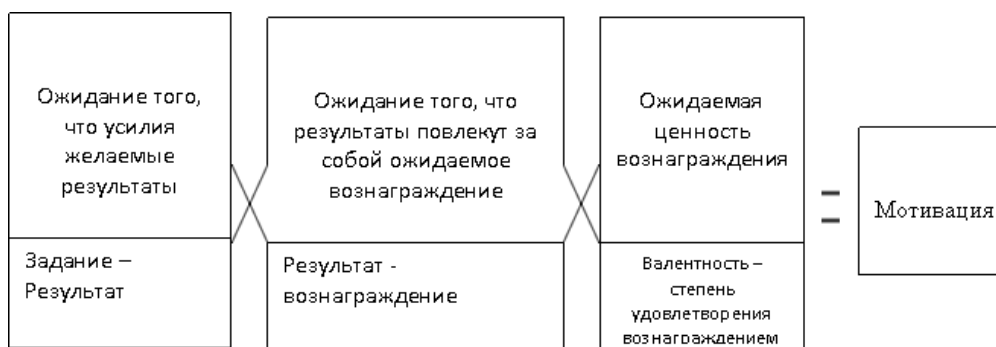 Ожидание того,
что усилия
желаемые
результаты
Задание –
Результат
Ожидание того, что
результаты повлекут за
собой ожидаемое
вознаграждение
Результат -
вознаграждение
Ожидаемая
ценность
вознаграждения
Валентность –
степень
удовлетворения
вознаграждением
=
Мотивация